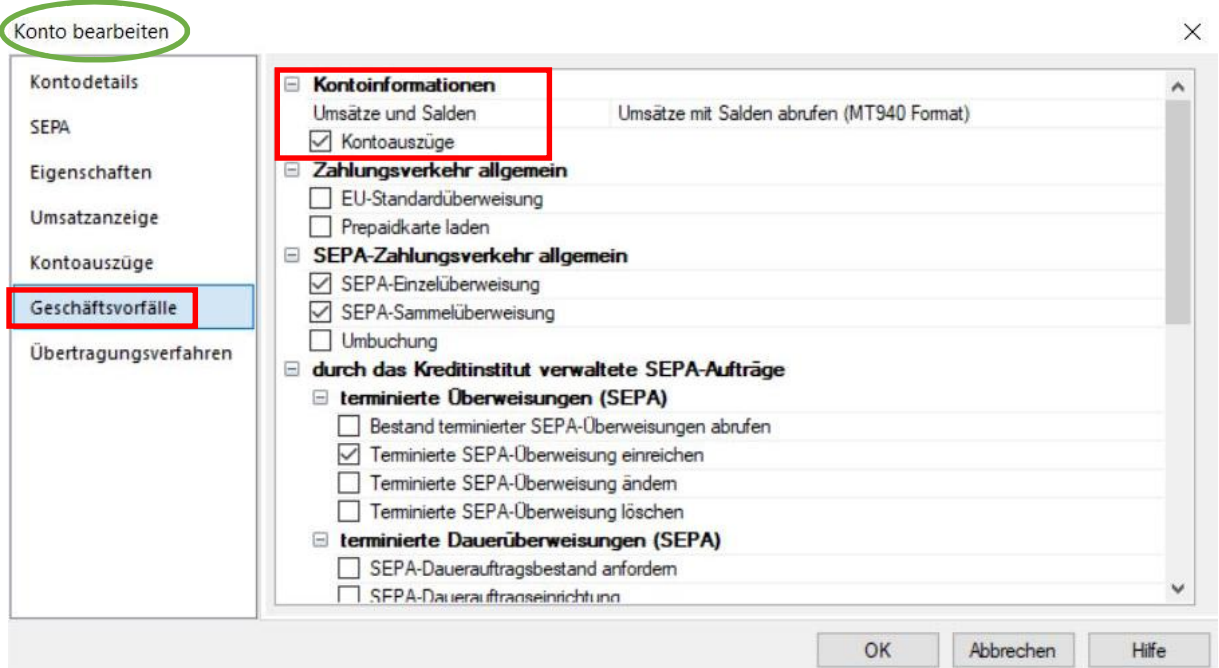 Konto bearbeiten
Kontodetails
SEPA
Eigenschaften
Umsatzanzeige
Kontoauszüge
Geschäftsvorfälle
Übertragungsverfahren
Kontoinformationen
Umsätze und Salden Umsätze mit Salden abrufen (MT940 Format)
Kontoauszüge
Zahlungsverkehr allgemein
EU-Standardüberweisung
Prepaidkarte laden
SEPA-Zahlungsverkehr allgemein
SEPA-Einzelüberweisung
SEPA-Sammelüberweisung
Umbuchung
durch das Kreditinstitut verwaltete SEPA-Aufträge
terminierte Überweisungen (SEPA)
Bestand terminierter SEPA-Überweisungen abrufen
Terminierte SEPA-Überweisung einreichen
Terminierte SEPA-Überweisung ändern
Terminierte SEPA-Überweisung löschen
terminierte Dauerüberweisungen (SEPA)
SEPA-Dauerauftragsbestand anfordern
SEPA-Dauerauftragseinrichtung
OK Abbrechen Hilfe